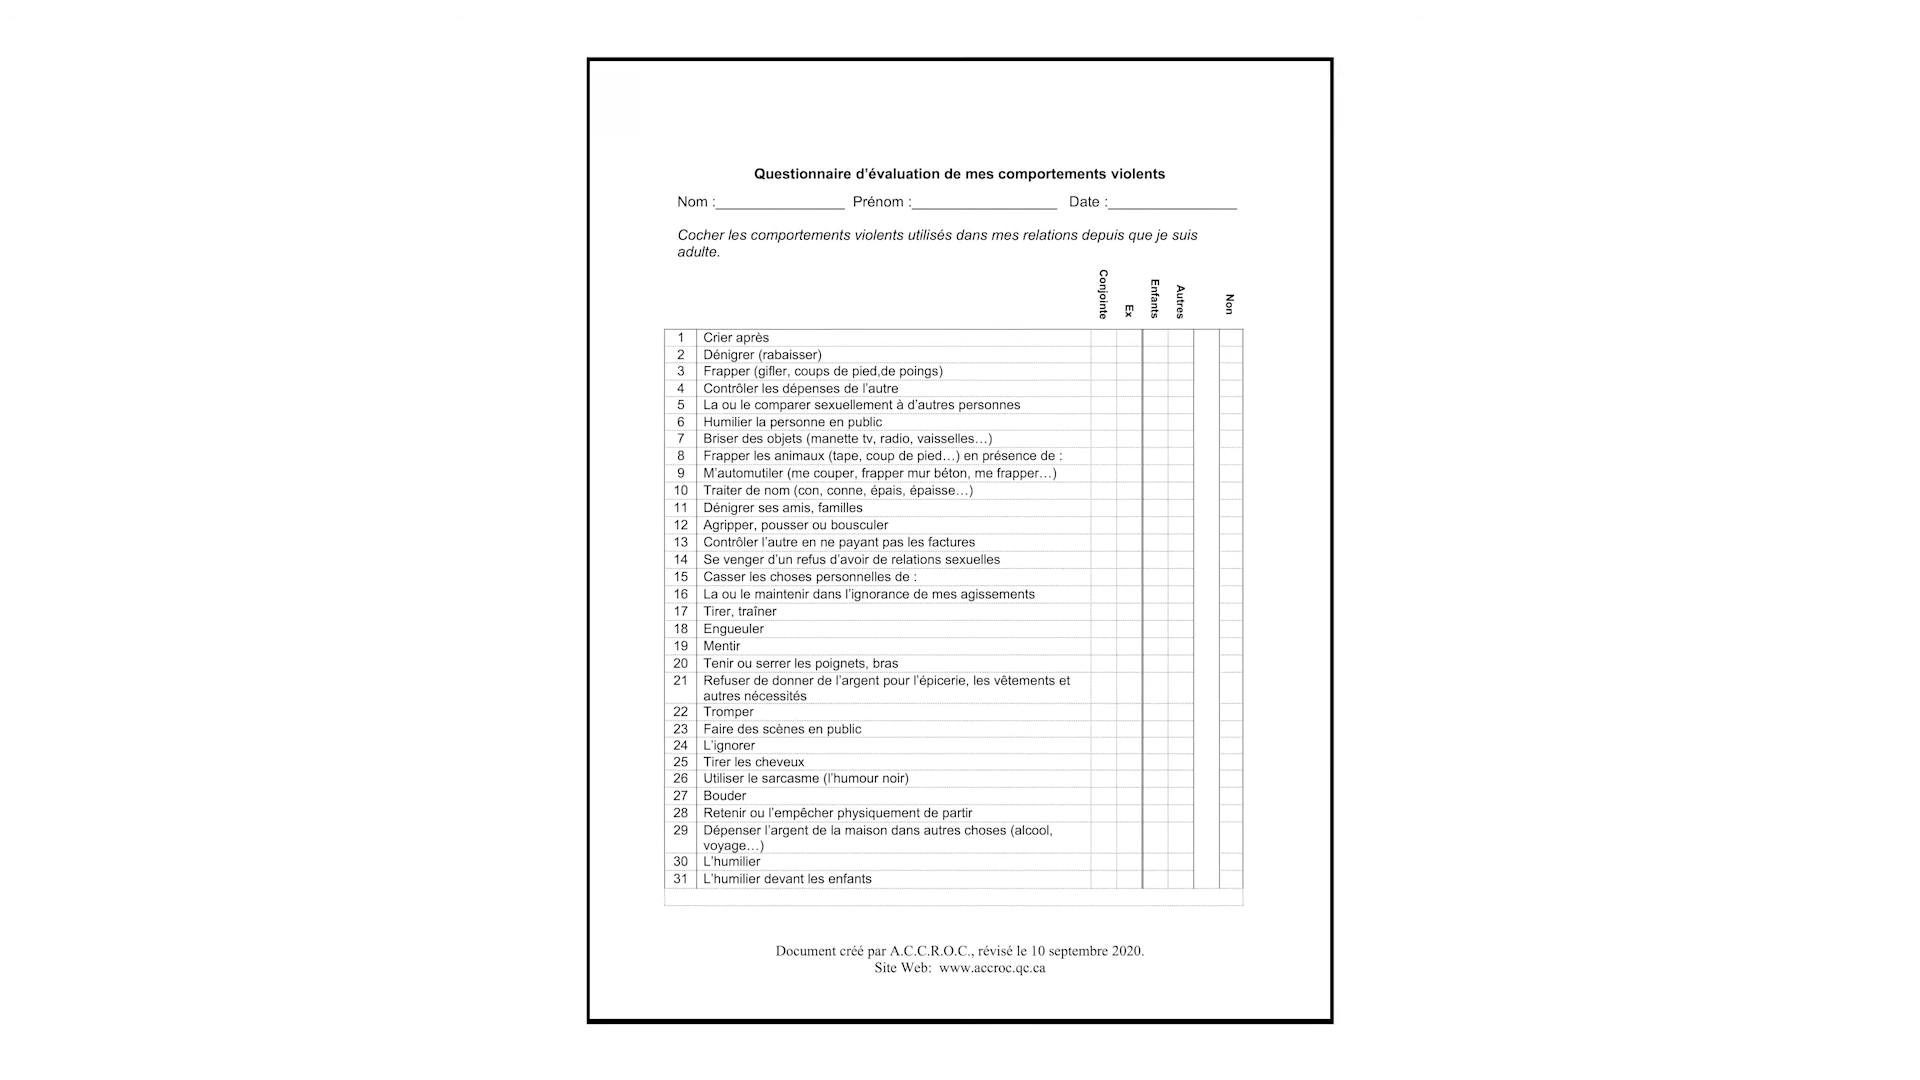 Questionnaire d'évaluation de mes comportements violents
Nom :________________ Prénom :__________________ Date :________________
Cocher les comportements violents utilisés dans mes relations depuis que je suis
adulte.
Conjointe Ex Enfants Autres Non
1 Crier après
2 Dénigrer (rabaisser)
3 Frapper (gifler, coups de pied,de poings)
4 Contrôler les dépenses de l'autre
5 La ou le comparer sexuellement à d'autres personnes
6 Humilier la personne en public
7 Briser des objets (manette tv, radio, vaisselles…)
8 Frapper les animaux (tape, coup de pied…) en présence de :
9 M'automutiler (me couper, frapper mur béton, me frapper…)
10 Traiter de nom (con, conne, épais, épaisse…)
11 Dénigrer ses amis, familles
12 Agripper, pousser ou bousculer
13 Contrôler l'autre en ne payant pas les factures
14 Se venger d'un refus d'avoir de relations sexuelles
15 Casser les choses personnelles de :
16 La ou le maintenir dans l'ignorance de mes agissements
17 Tirer, traîner
18 Engueuler
19 Mentir
20 Tenir ou serrer les poignets, bras
21 Refuser de donner de l'argent pour l'épicerie, les vêtements et
autres nécessités
22 Tromper
23 Faire des scènes en public
24 L'ignorer
25 Tirer les cheveux
26 Utiliser le sarcasme (l'humour noir)
27 Bouder
28 Retenir ou l'empêcher physiquement de partir
29 Dépenser l'argent de la maison dans autres choses (alcool,
voyage…)
30 L'humilier
31 L'humilier devant les enfants
Document créé par A.C.C.R.O.C., révisé le 10 septembre 2020.
Site Web: www.accroc.qc.ca